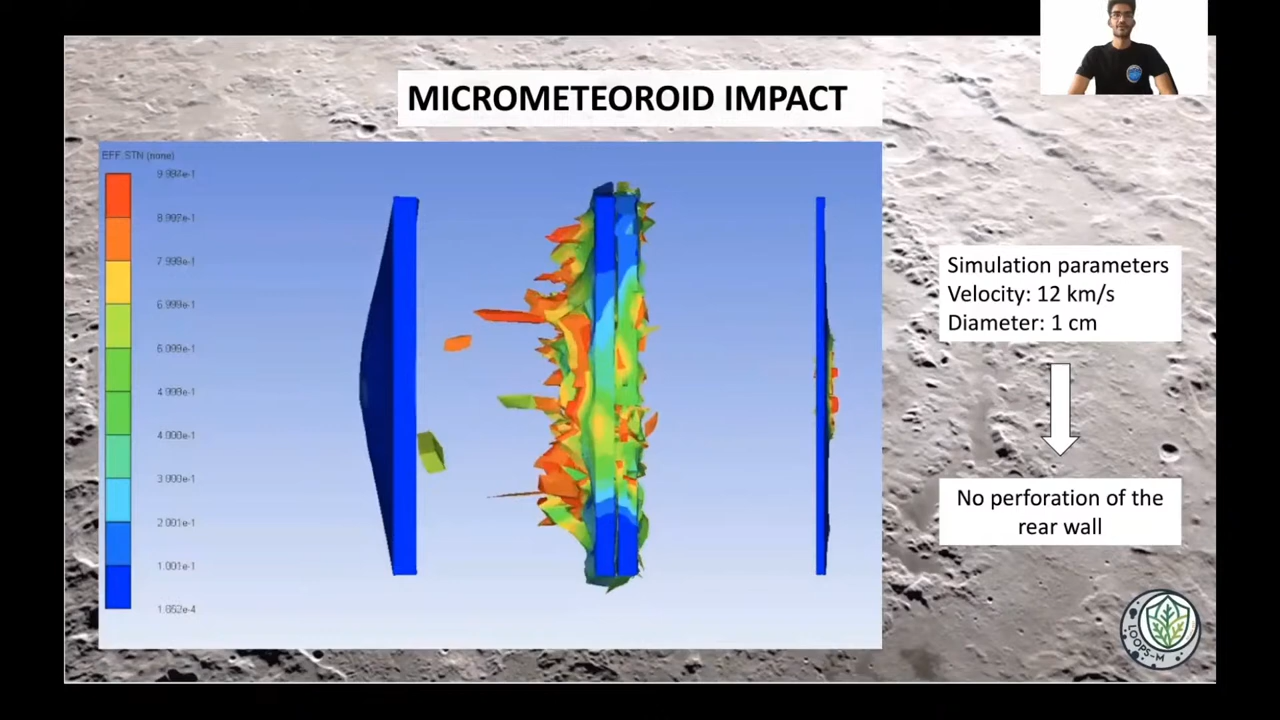 MICROMETEOROID IMPACT
EFF. STN (none)
9.997e-1
8.997e-1
7.998e-1
6.999e-1
6.099e-1
4.999e-1
4.000e-1
3.000e-1
2.001e-1
1.001e-1
1.652e-4
Simulation parameters
Velocity: 12 km/s
Diameter: 1 cm
No perforation of the
rear wall
LOOPS-M